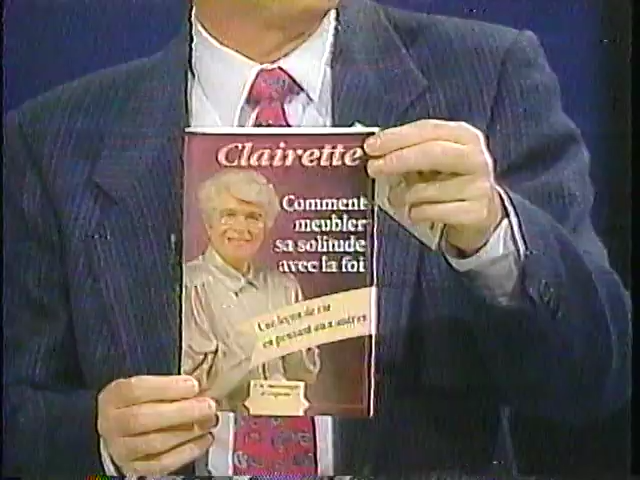 Clairette
Comment
meubler
sa solitude
avec la foi
Une leçon de vie
en pensant aux autres